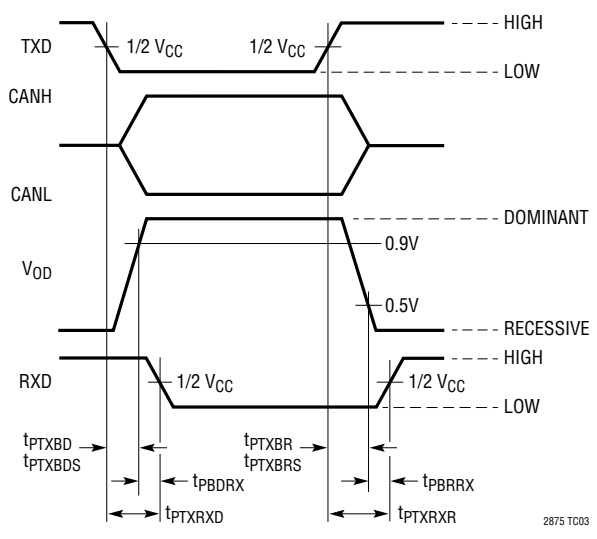 HIGH
TXD
1/2 VCC
1/2 VCC
LOW
CANH
CANL
DOMINANT
0.9V
VOD
0.5V
RECESSIVE
HIGH
RXD
1/2 VCC
1/2 VCC
LOW
tPTXBD
tPTXBDS
tPTXBR
tPTXBRS
tPBDRX
tPBRRX
tPTXRXD
tPTXRXR
2875 TC03